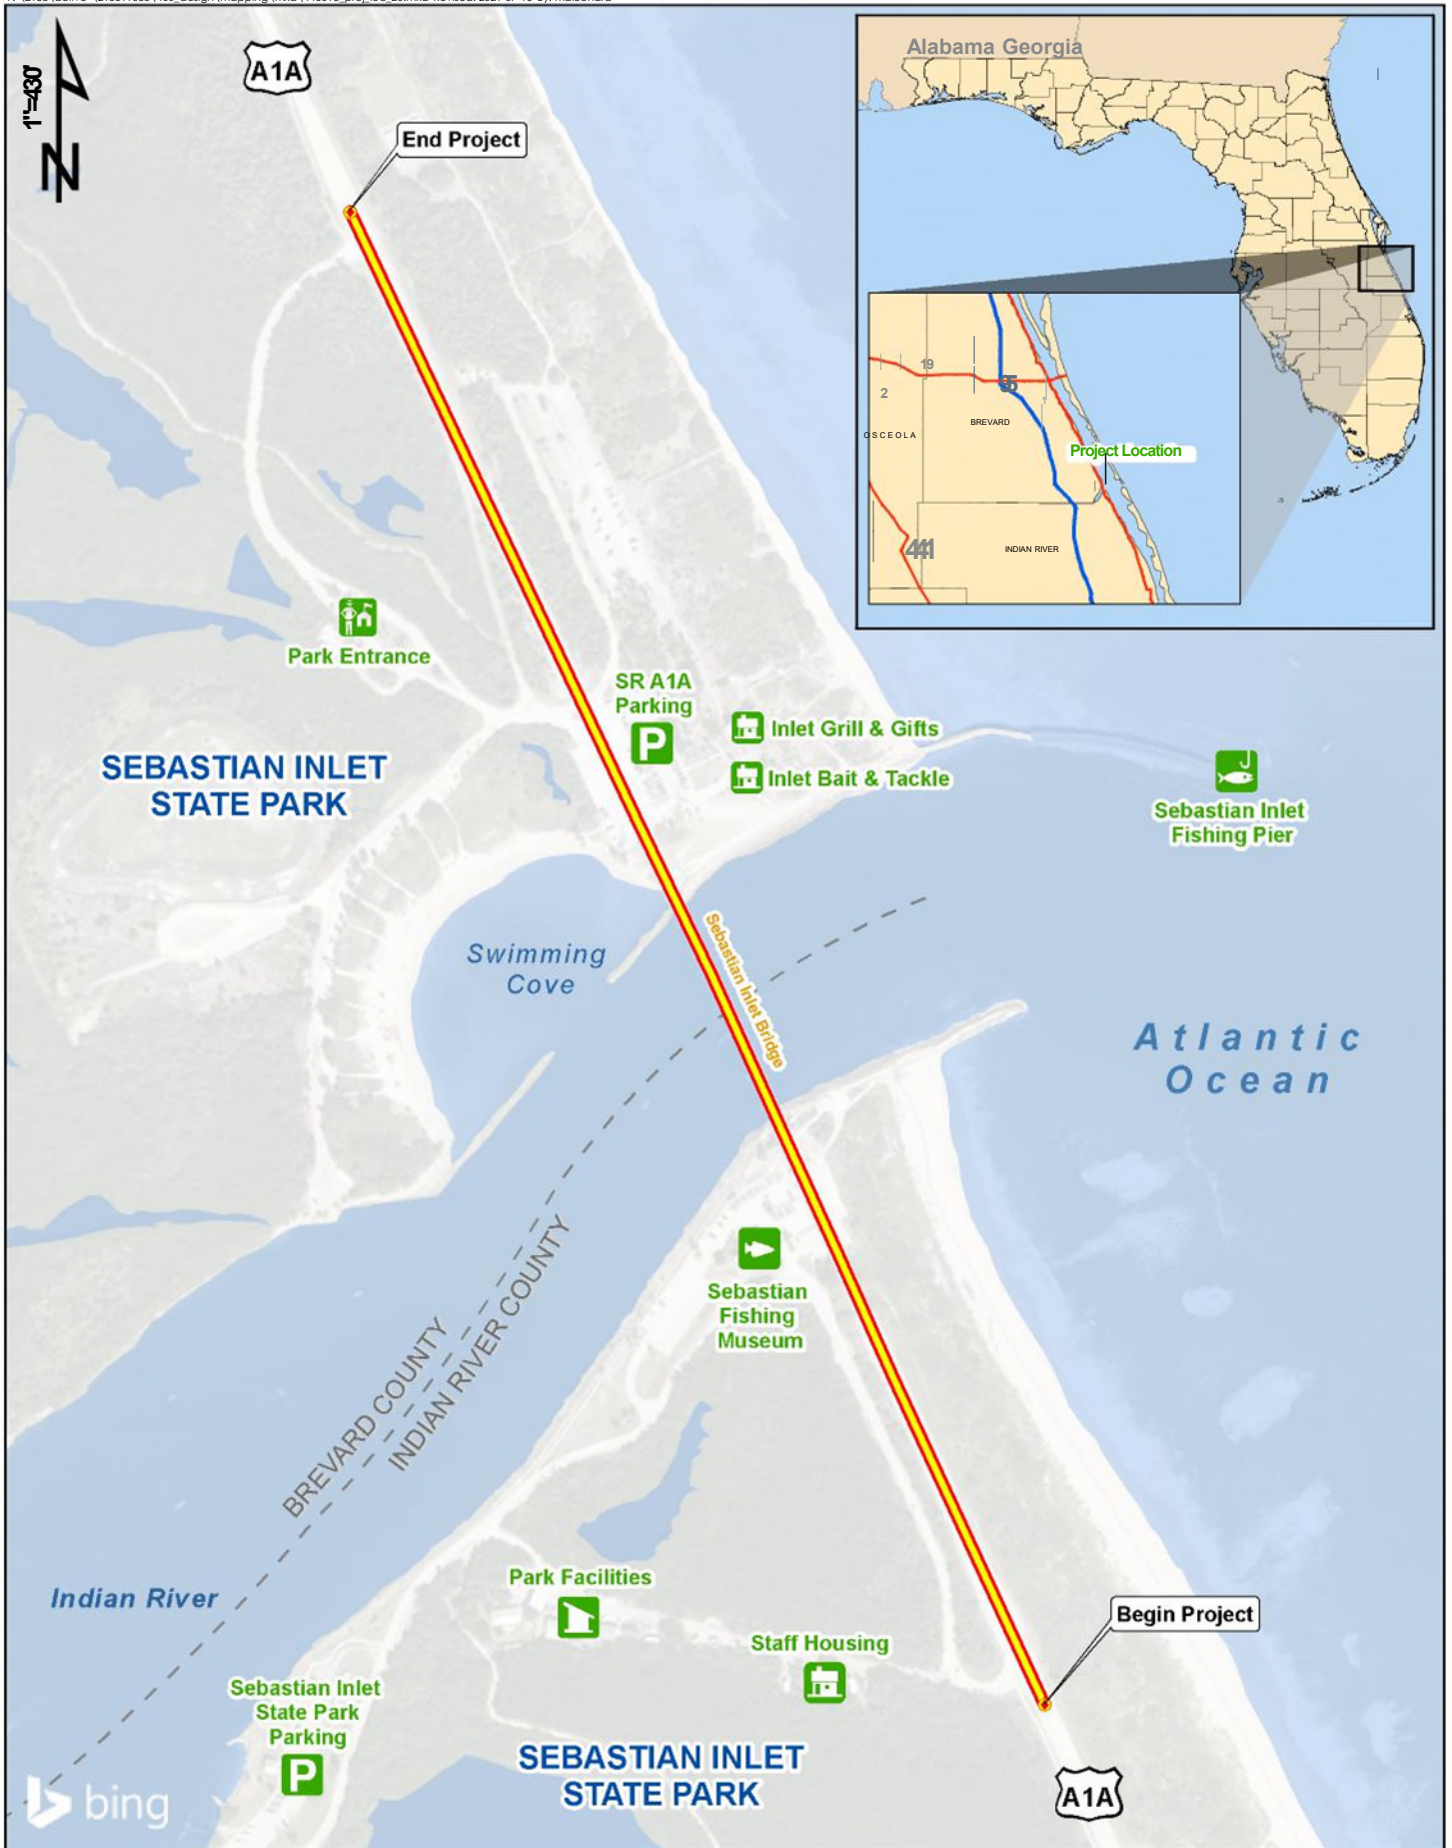 A1A
1"=430'
N
End Project
Alabama Georgia
19
2
95
OSCEOLA
BREVARD
Project Location
441
INDIAN RIVER
Park Entrance
SR A1A
Parking
P
Inlet Grill & Gifts
Inlet Bait & Tackle
Sebastian Inlet
Fishing Pier
SEBASTIAN INLET
STATE PARK
Swimming
Cove
Sebastian Inlet Bridge
Atlantic
Ocean
Sebastian
Fishing
Museum
BREVARD COUNTY
INDIAN RIVER COUNTY
Indian River
Park Facilities
Staff Housing
Begin Project
Sebastian Inlet
State Park
Parking
P
SEBASTIAN INLET
STATE PARK
A1A
bing